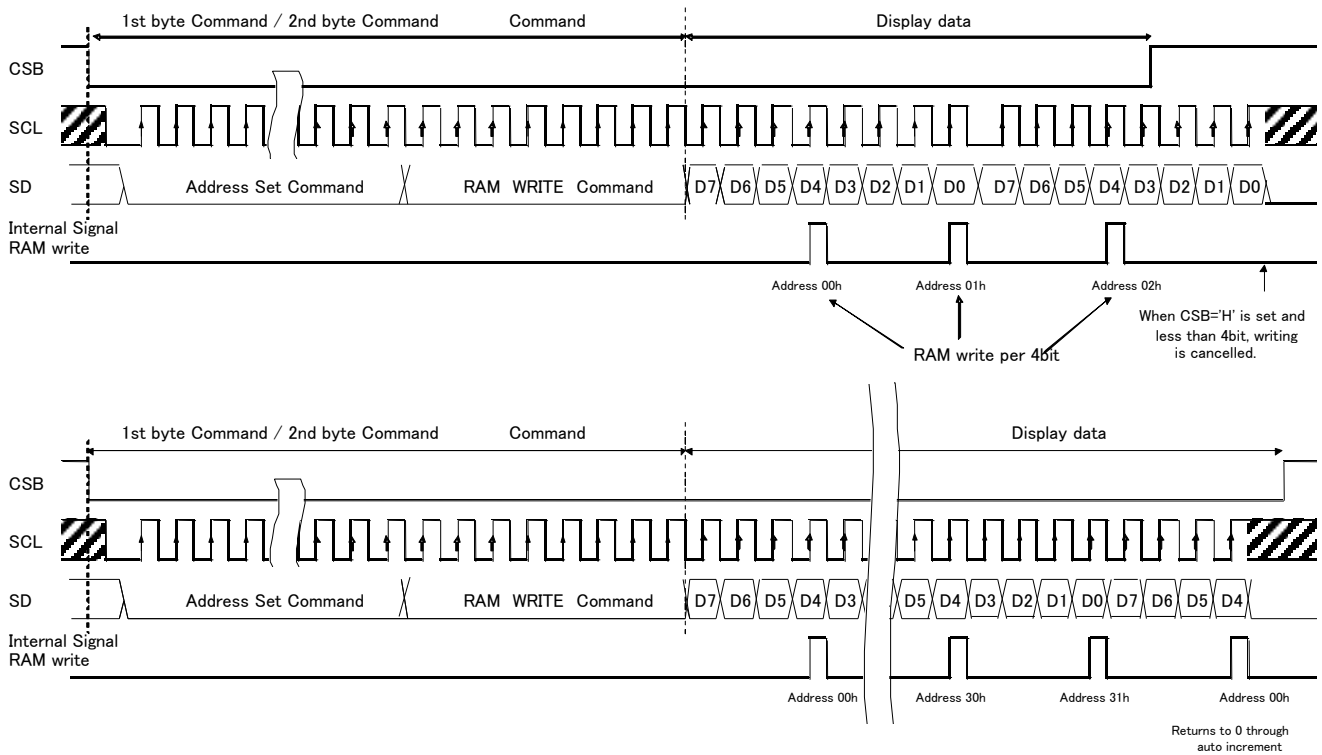 1st byte Command / 2nd byte Command Command Display data
CSB
SCL
SD Address Set Command RAM WRITE Command D7 D6 D5 D4 D3 D2 D1 D0 D7 D6 D5 D4 D3 D2 D1 D0
Internal Signal
RAM write
Address 00h Address 01h Address 02h
When CSB='H' is set and
less than 4bit, writing
is cancelled.
RAM write per 4bit
1st byte Command / 2nd byte Command Command Display data
CSB
SCL
SD Address Set Command RAM WRITE Command D7 D6 D5 D4 D3 D5 D4 D3 D2 D1 D0 D7 D6 D5 D4
Internal Signal
RAM write
Address 00h Address 30h Address 31h Address 00h
Returns to 0 through
auto increment